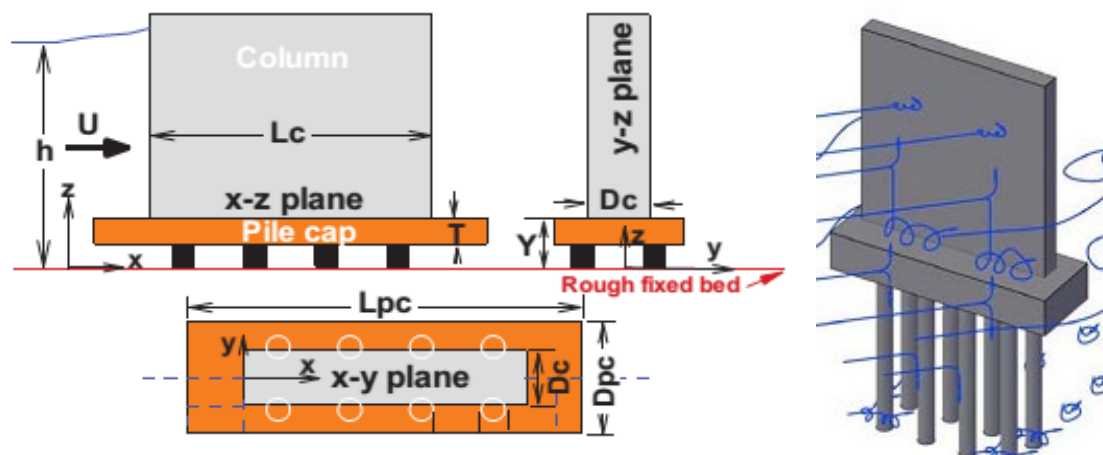 Column
U
h
Lc
z
x-z plane
Pile cap
T
x
y-z plane
Dc
Y
z
y
Rough fixed bed
Lpc
y
x
x-y plane
Dc
Dpc